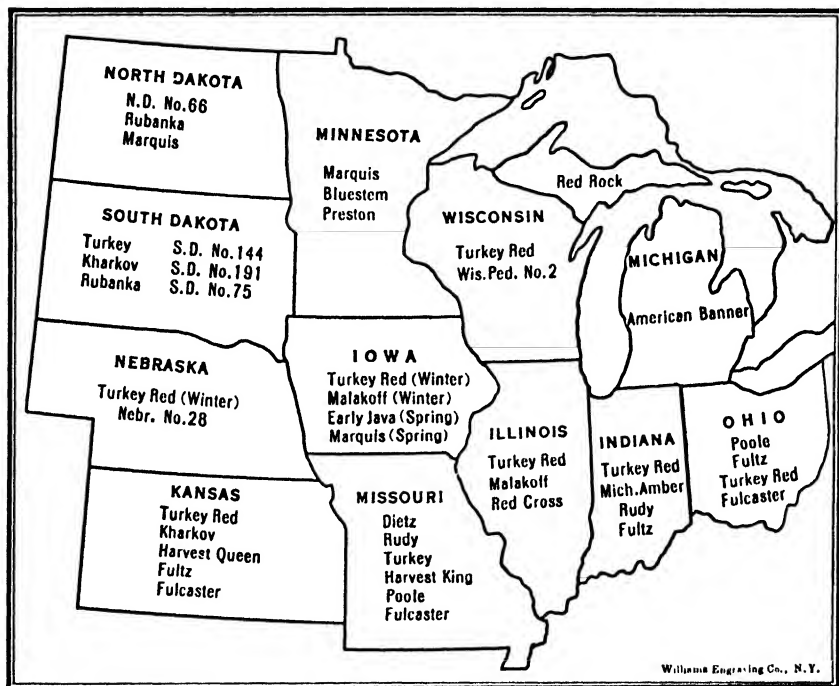 NORTH DAKOTA
N.D. No.66
Rubanka
Marquis
MINNESOTA
Marquis
Bluestem
Preston
SOUTH DAKOTA
Turkey S.D. No.144
Kharkov S.D. No.191
Rubanka S.D. No.75
WISCONSIN
Turkey Red
Wis.Ped. No.2
Red Rock
MICHIGAN
American Banner
NEBRASKA
Turkey Red (Winter)
Nebr. No.28
IOWA
Turkey Red (Winter)
Malakoff (Winter)
Early Java (Spring)
Marquis (Spring)
ILLINOIS
Turkey Red
Malakoff
Red Cross
INDIANA
Turkey Red
Mich.Amber
Rudy
Fultz
OHIO
Poole
Fultz
Turkey Red
Fulcaster
KANSAS
Turkey Red
Kharkov
Harvest Queen
Fultz
Fulcaster
MISSOURI
Dietz
Rudy
Turkey
Harvest King
Poole
Fulcaster
Williams Engraving Co., N.Y.